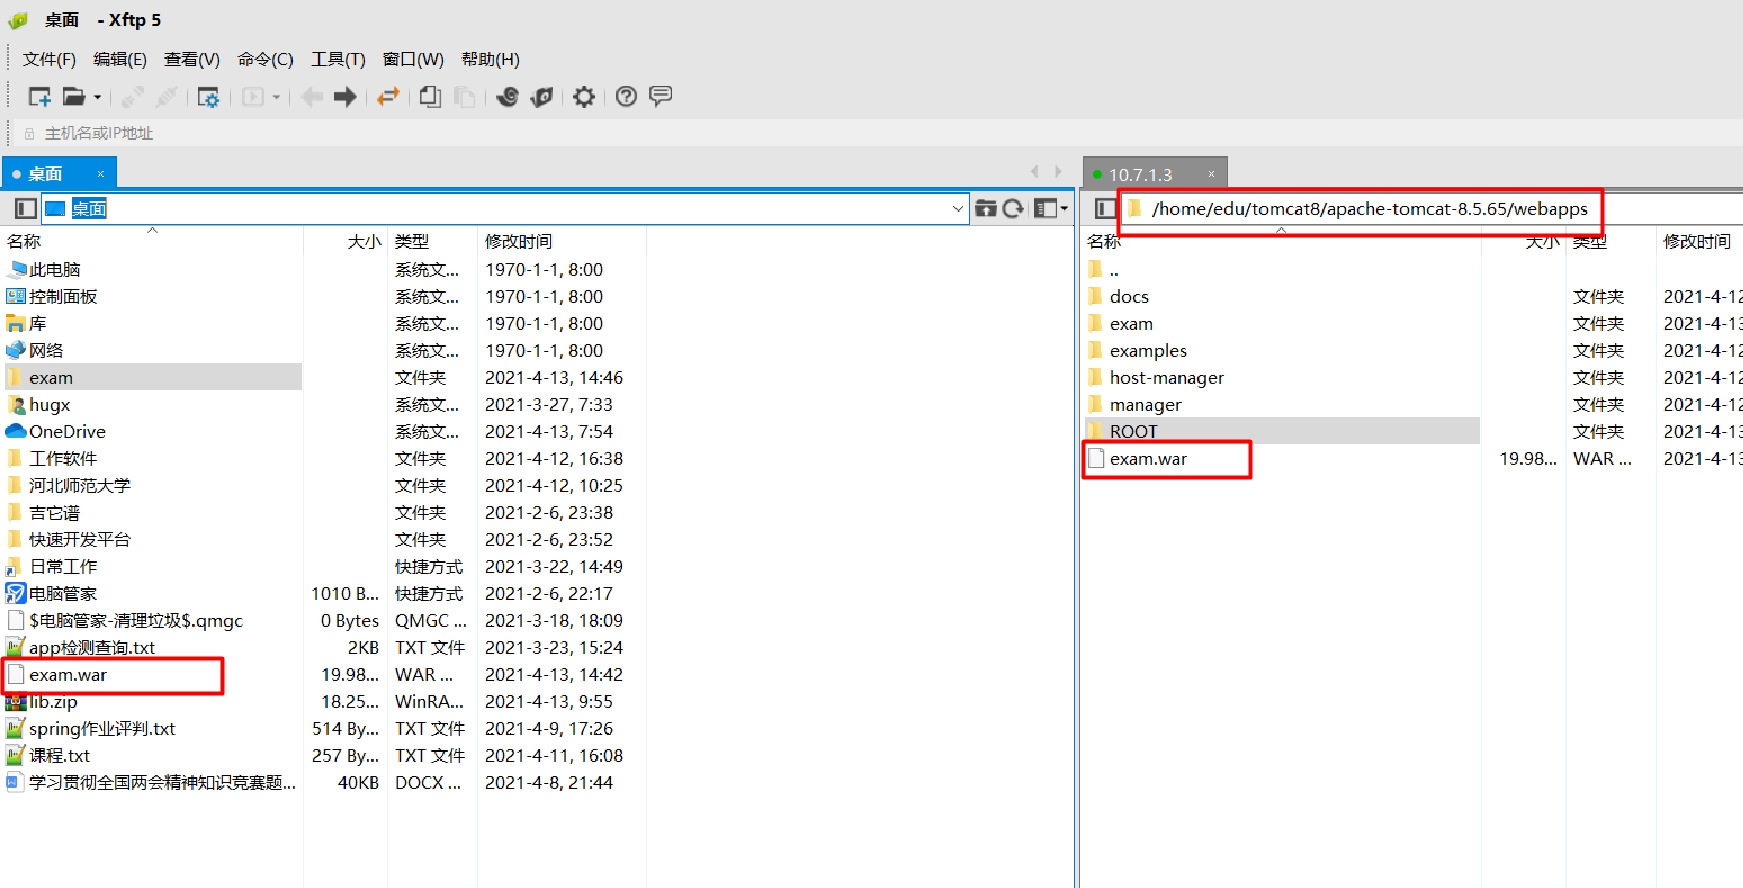 桌面 - Xftp 5
文件(F) 编辑(E) 查看(V) 命令(C) 工具(T) 窗口(W) 帮助(H)
主机名或IP地址
桌面 ×
桌面
名称 大小 类型 修改时间
此电脑 系统文... 1970-1-1, 8:00
控制面板 系统文... 1970-1-1, 8:00
库 系统文... 1970-1-1, 8:00
网络 系统文... 1970-1-1, 8:00
exam 文件夹 2021-4-13, 14:46
hugx 系统文... 2021-3-27, 7:33
OneDrive 系统文... 2021-4-13, 7:54
工作软件 文件夹 2021-4-12, 16:38
河北师范大学 文件夹 2021-4-12, 10:25
吉它谱 文件夹 2021-2-6, 23:38
快速开发平台 文件夹 2021-2-6, 23:52
日常工作 快捷方式 2021-3-22, 14:49
电脑管家 1010 B... 快捷方式 2021-2-6, 22:17
$电脑管家-清理垃圾$.qmgc 0 Bytes QMGC ... 2021-3-18, 18:09
app检测查询.txt 2KB TXT 文件 2021-3-23, 15:24
exam.war 19.98... WAR ... 2021-4-13, 14:42
lib.zip 18.25... WinRA... 2021-4-13, 9:55
spring作业评判.txt 514 By... TXT 文件 2021-4-9, 17:26
课程.txt 257 By... TXT 文件 2021-4-11, 16:08
学习贯彻全国两会精神知识竞赛题... 40KB DOCX ... 2021-4-8, 21:44
10.7.1.3 ×
/home/edu/tomcat8/apache-tomcat-8.5.65/webapps
名称 大小 类型 修改时间
..
docs 文件夹 2021-4-12
exam 文件夹 2021-4-13
examples 文件夹 2021-4-12
host-manager 文件夹 2021-4-12
manager 文件夹 2021-4-12
ROOT 文件夹 2021-4-13
exam.war 19.98... WAR ... 2021-4-13